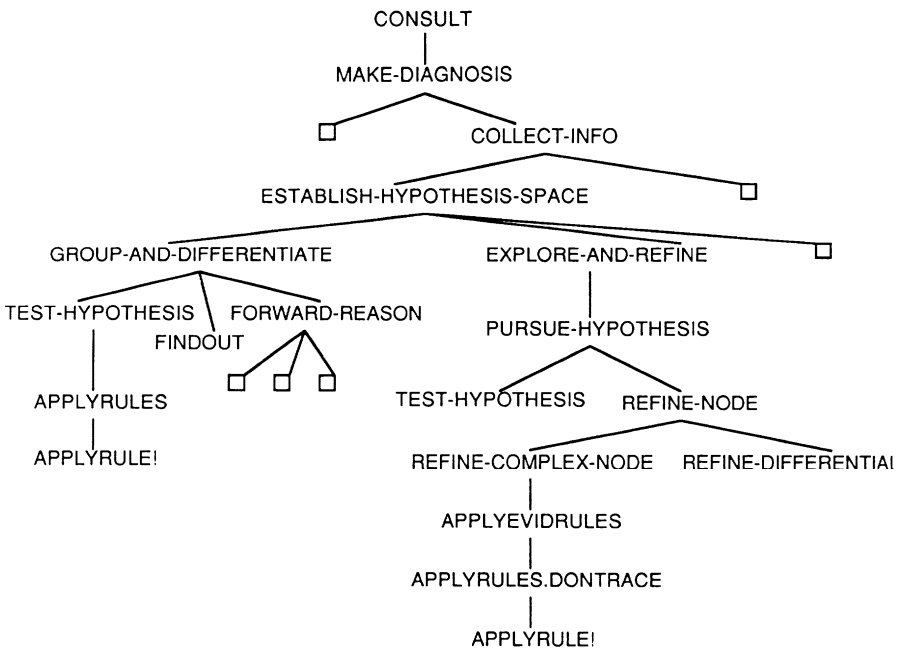 CONSULT
MAKE-DIAGNOSIS
COLLECT-INFO
ESTABLISH-HYPOTHESIS-SPACE
GROUP-AND-DIFFERENTIATE
EXPLORE-AND-REFINE
TEST-HYPOTHESIS
FORWARD-REASON
FINDOUT
PURSUE-HYPOTHESIS
APPLYRULES
TEST-HYPOTHESIS
REFINE-NODE
APPLYRULE!
REFINE-COMPLEX-NODE
REFINE-DIFFERENTIAL
APPLYEVIDRULES
APPLYRULES.DONTRACE
APPLYRULE!